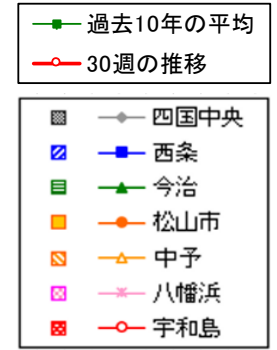 過去10年の平均
30週の推移
四国中央
西条
今治
松山市
中予
八幡浜
宇和島